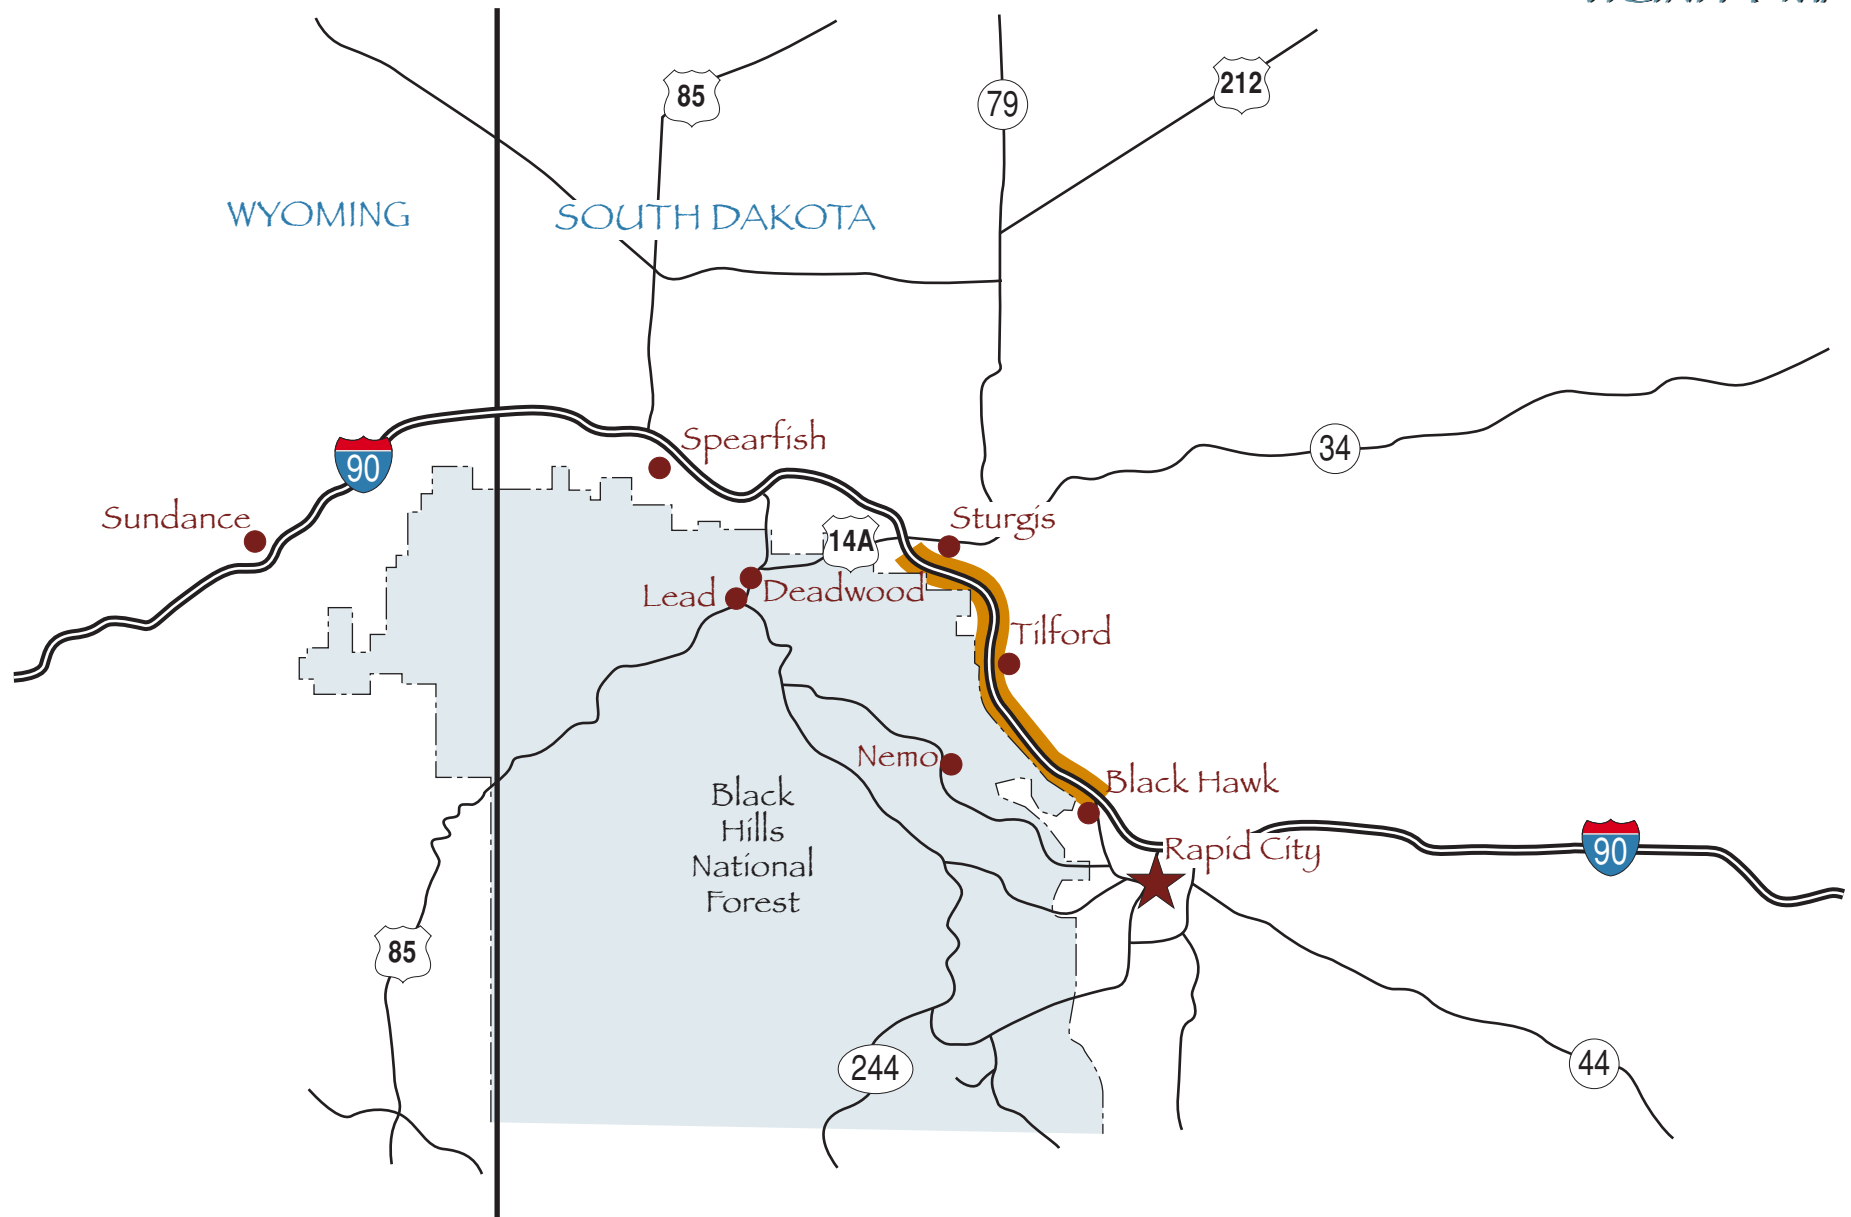 85
79
212
WYOMING
SOUTH DAKOTA
Spearfish
34
90
Sundance
Sturgis
14A
Lead
Deadwood
Tilford
Nemo
Black Hawk
Black
Hills
National
Forest
Rapid City
90
85
244
44